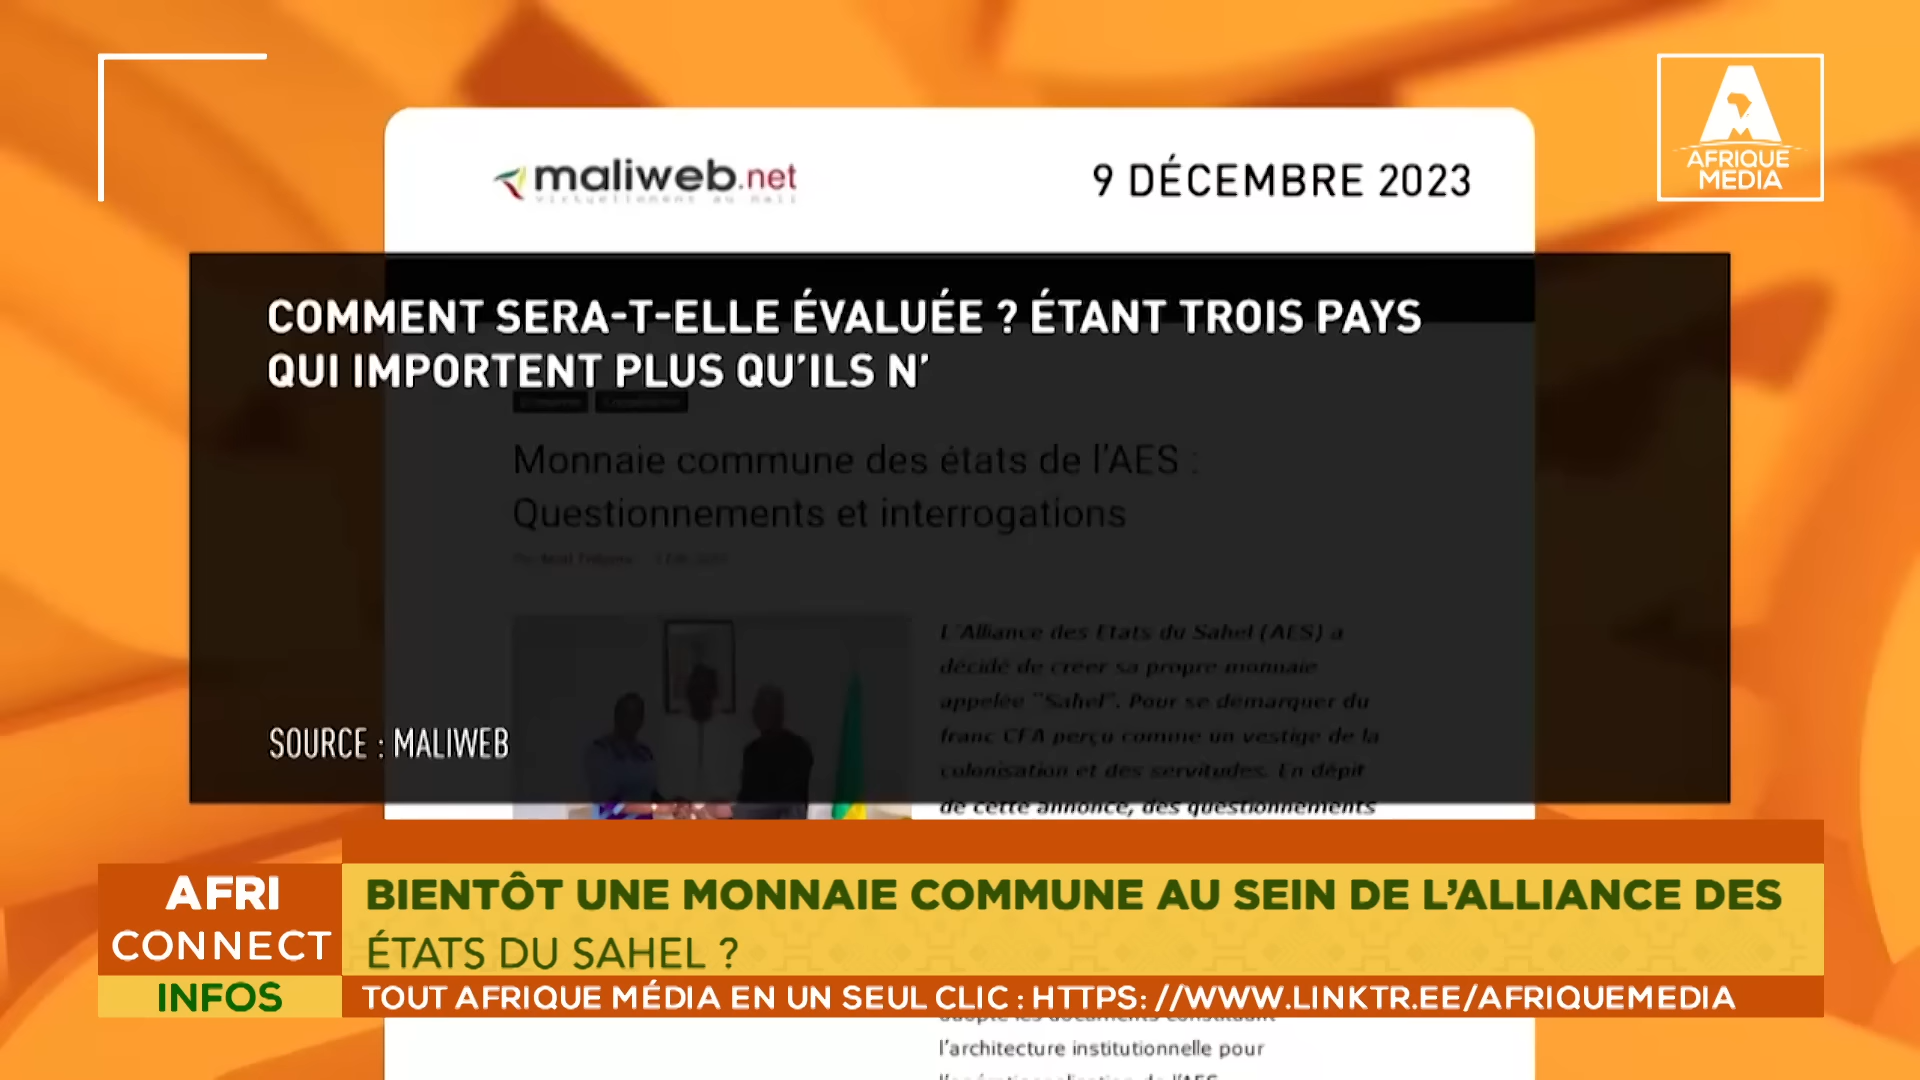 maliweb.net
virtuellement au mali
9 DÉCEMBRE 2023
AFRIQUE
MEDIA
COMMENT SERA-T-ELLE ÉVALUÉE ? ÉTANT TROIS PAYS
QUI IMPORTENT PLUS QU'ILS N'
Monnaie commune des états de l'AES :
Questionnements et interrogations
L'Alliance des Etats du Sahel (AES) a
décidé de créer sa propre monnaie
appelée "Sahel". Pour se démarquer du
franc CFA perçu comme un vestige de la
colonisation et des servitudes. En dépit
de cette annonce, des questionnements
SOURCE : MALIWEB
AFRI
CONNECT
INFOS
BIENTÔT UNE MONNAIE COMMUNE AU SEIN DE L'ALLIANCE DES
ÉTATS DU SAHEL ?
TOUT AFRIQUE MÉDIA EN UN SEUL CLIC : HTTPS: //WWW.LINKTR.EE/AFRIQUEMEDIA
l'architecture institutionnelle pour